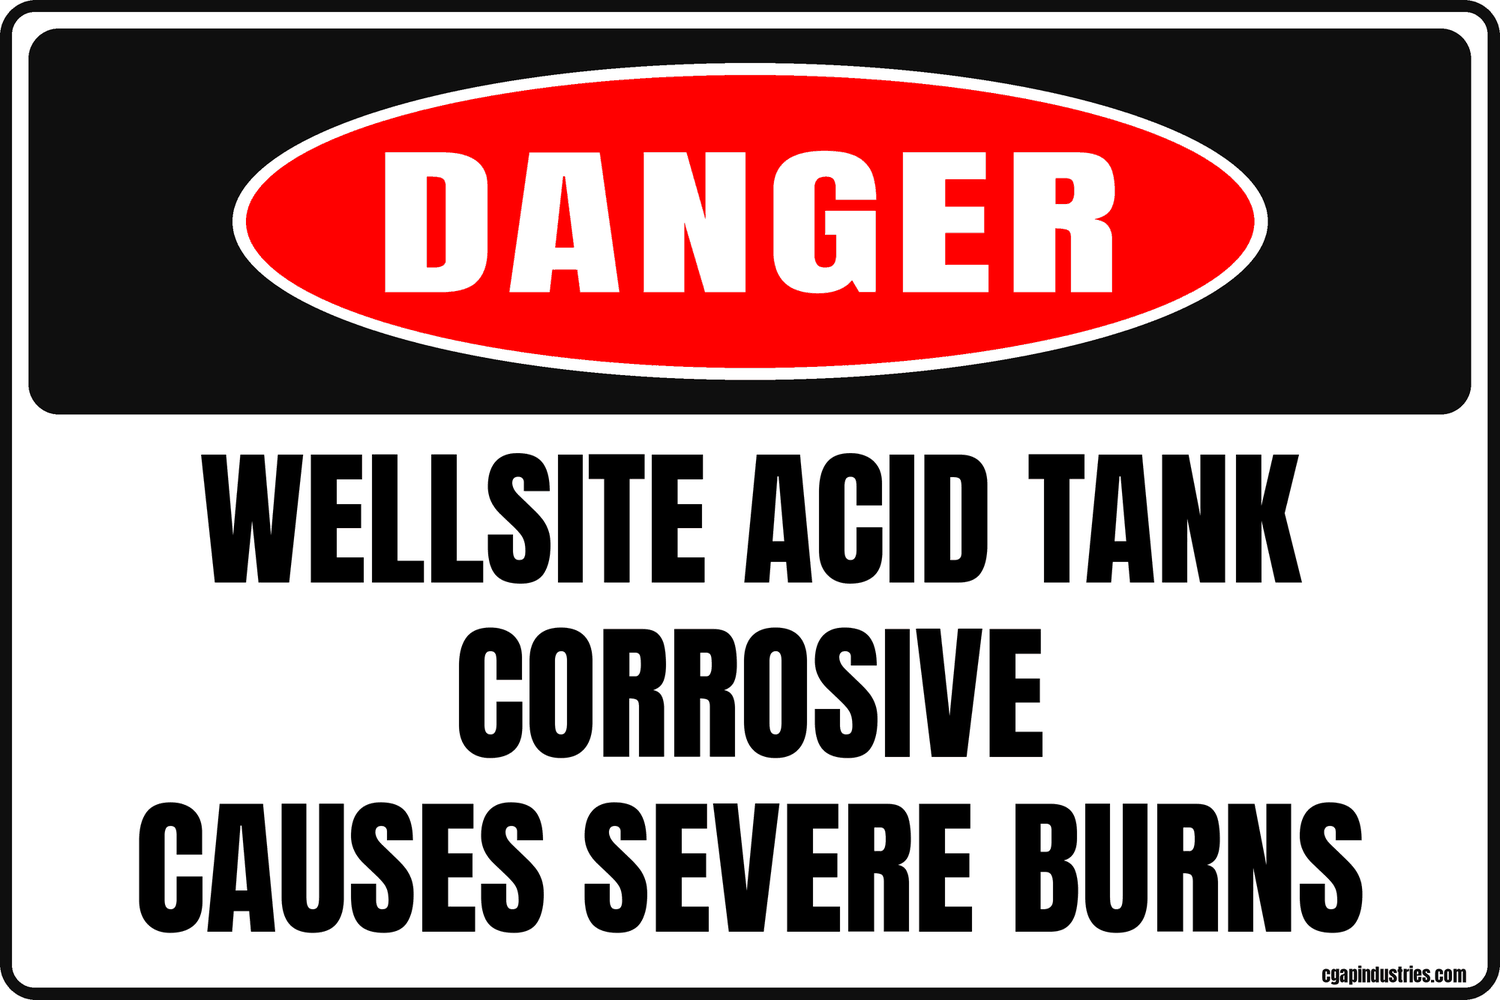 DANGER
WELLSITE ACID TANK
CORROSIVE
CAUSES SEVERE BURNS
cgapindustries.com